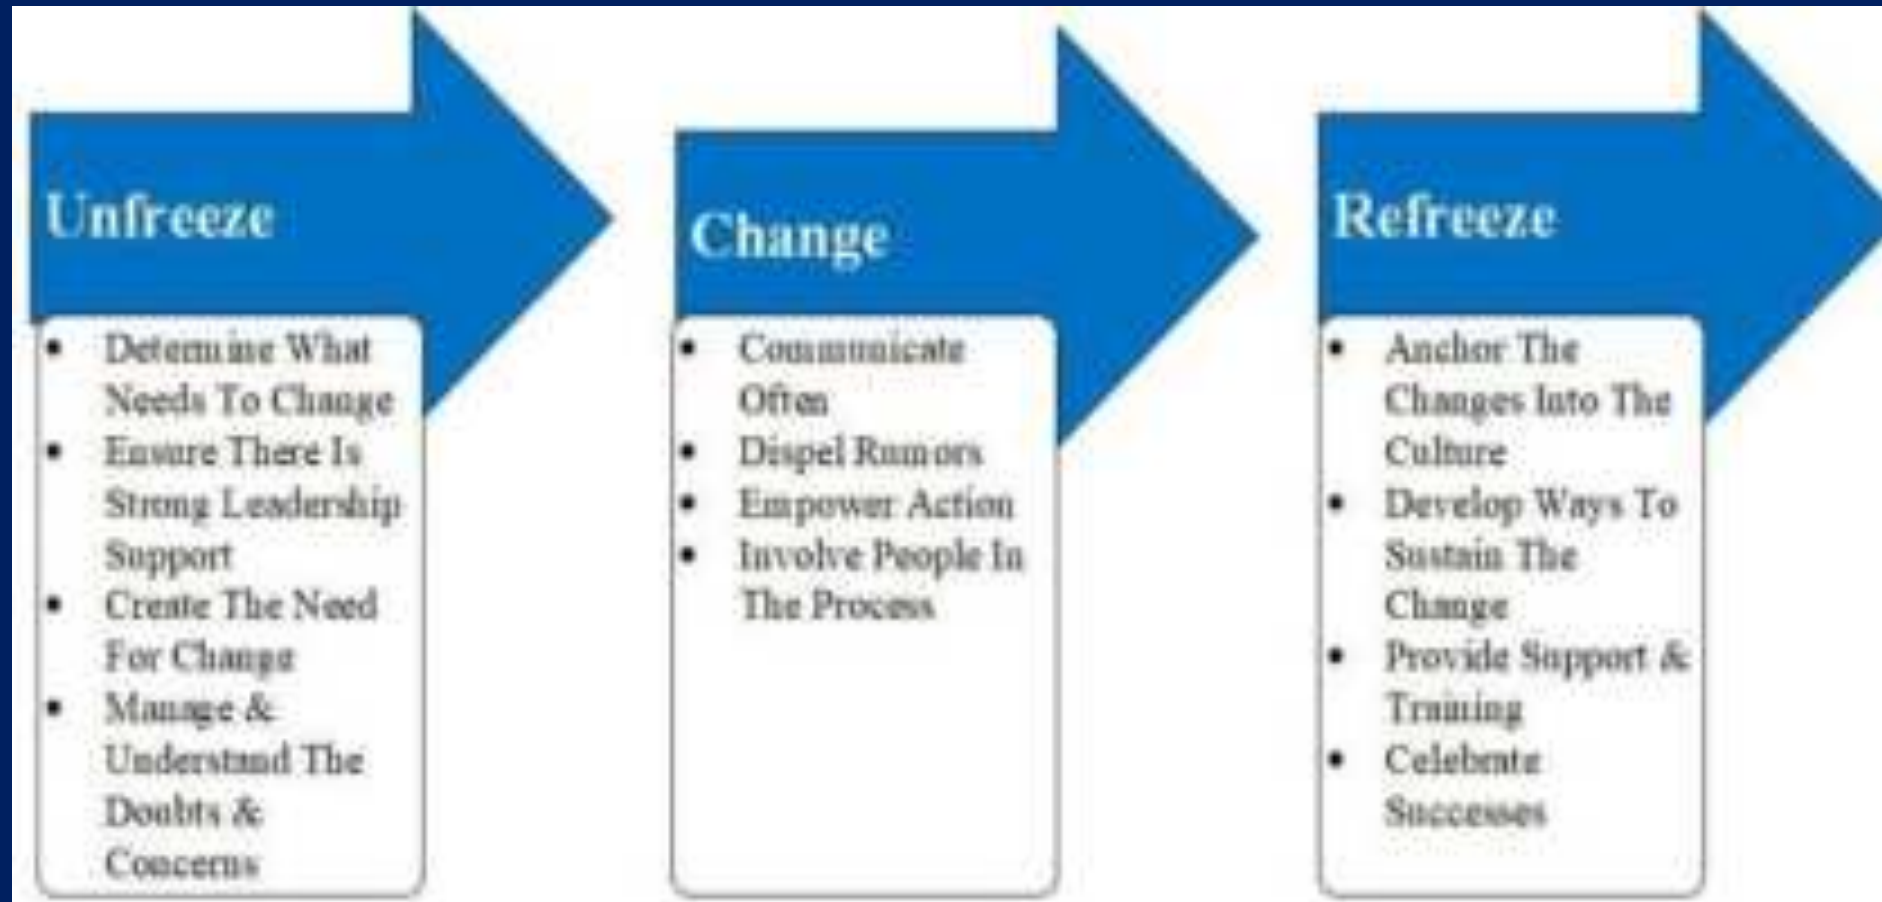 Unfreeze
• Determine What
Needs To Change
• Ensure There Is
Strong Leadership
Support
• Create The Need
For Change
• Manage &
Understand The
Doubts &
Concerns
Change
• Communicate
Often
• Dispel Rumors
• Empower Action
• Involve People In
The Process
Refreeze
• Anchor The
Changes Into The
Culture
• Develop Ways To
Sustain The
Change
• Provide Support &
Training
• Celebrate
Successes